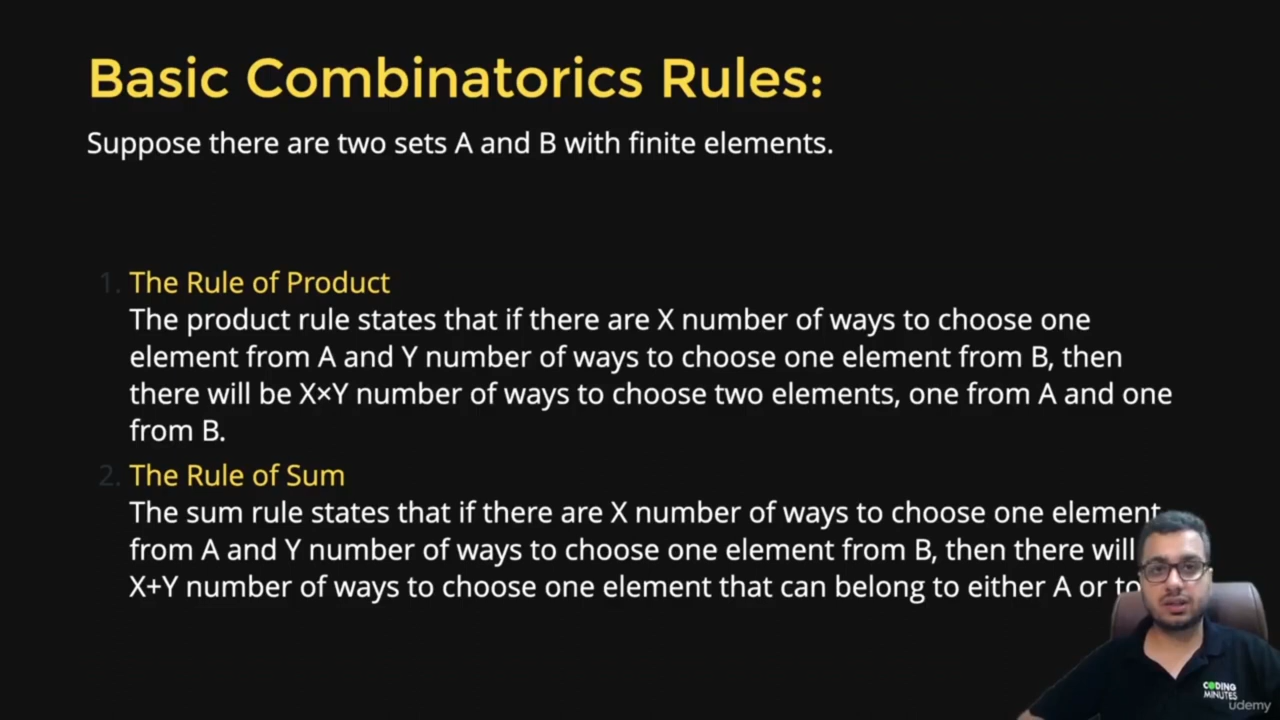 Basic Combinatorics Rules:
Suppose there are two sets A and B with finite elements.
1. The Rule of Product
The product rule states that if there are X number of ways to choose one
element from A and Y number of ways to choose one element from B, then
there will be X×Y number of ways to choose two elements, one from A and one
from B.
2. The Rule of Sum
The sum rule states that if there are X number of ways to choose one element
from A and Y number of ways to choose one element from B, then there will
X+Y number of ways to choose one element that can belong to either A or to
CODING
MINUTES
udemy